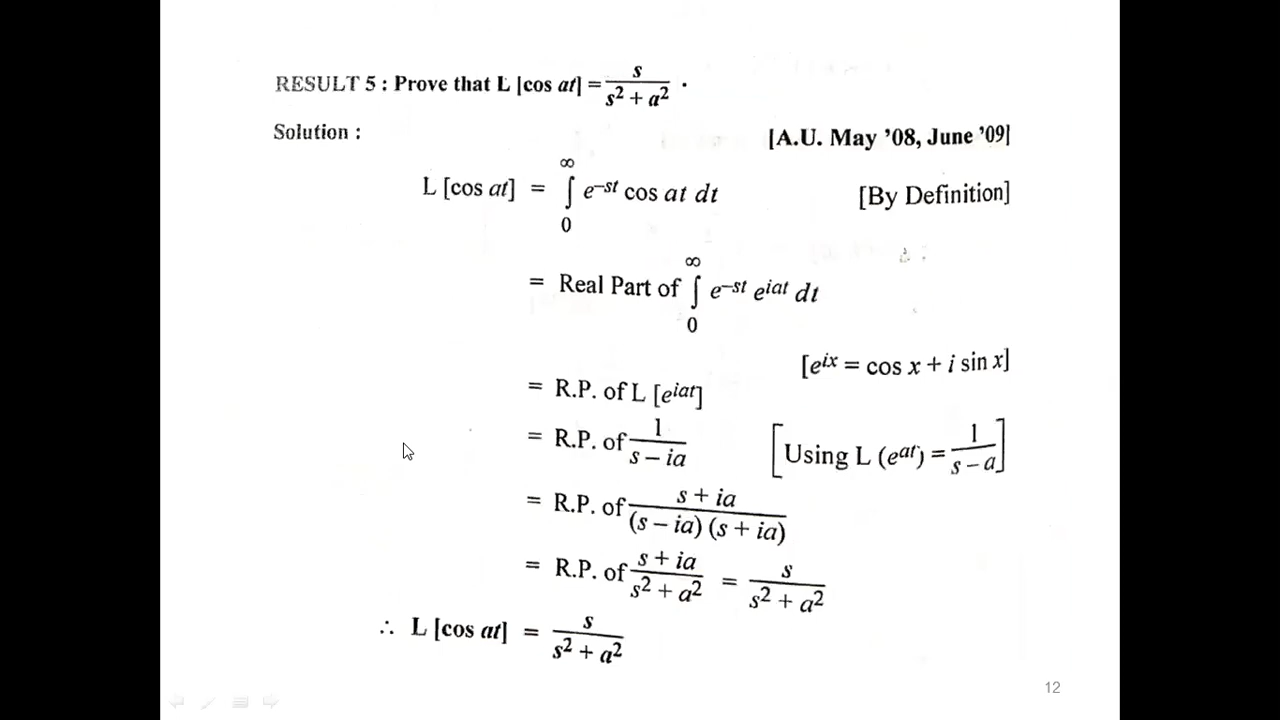 RESULT 5 : Prove that L [cos at] = s / (s² + a²) .
Solution :
[A.U. May ’08, June ’09]
L [cos at] = ∫₀^∞ e^(–st) cos at dt [By Definition]
= Real Part of ∫₀^∞ e^(–st) e^(iat) dt
[e^(ix) = cos x + i sin x]
= R.P. of L [e^(iat)]
= R.P. of 1 / (s – ia) [Using L (e^(at)) = 1 / (s – a)]
= R.P. of (s + ia) / ((s – ia) (s + ia))
= R.P. of (s + ia) / (s² + a²) = s / (s² + a²)
∴ L [cos at] = s / (s² + a²)
12